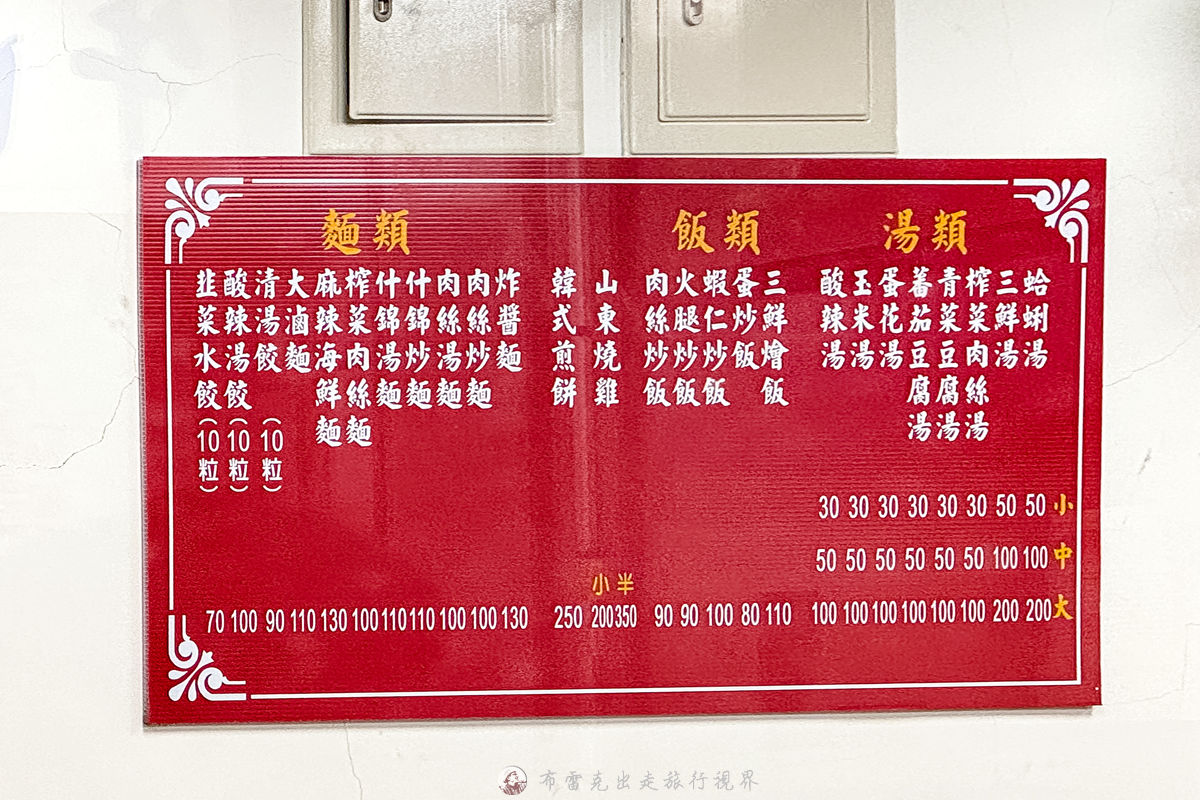 麵類
韭菜水餃(10粒)
酸辣湯餃(10粒)
清湯餃(10粒)
大滷麵
麻辣海鮮麵
榨菜肉絲麵
什錦湯麵
什錦炒麵
肉絲湯麵
肉絲炒麵
炸醬麵
70 100 90 110 130 100 110 110 100 100 130
韓式煎餅
山東燒雞
小半
250 200 350
飯類
肉絲炒飯
火腿炒飯
蝦仁炒飯
蛋炒飯
三鮮燴飯
90 90 100 80 110
湯類
酸辣湯
玉米湯
蛋花湯
蕃茄豆腐湯
青菜豆腐湯
榨菜肉絲湯
三鮮湯
蛤蜊湯
30 30 30 30 30 30 50 50 小
50 50 50 50 50 50 100 100 中
100 100 100 100 100 100 200 200 大
布雷克出走旅行視界